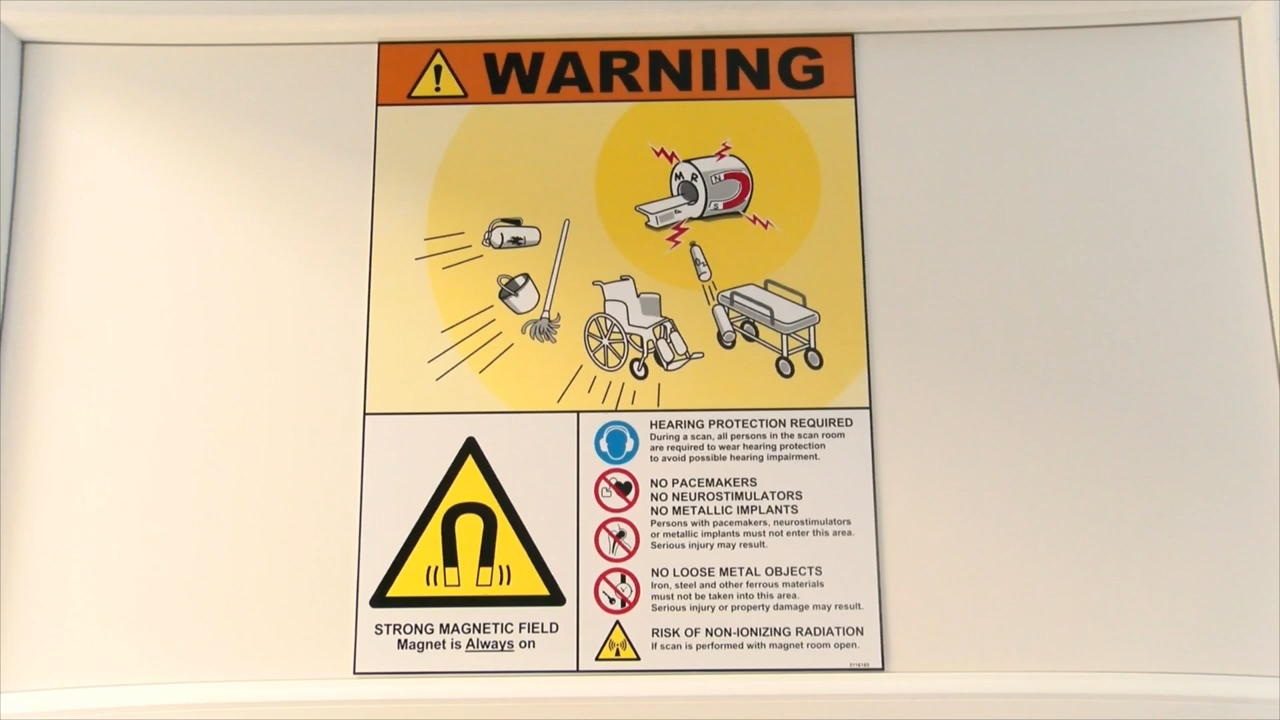 WARNING
M R
N
S
O2
HEARING PROTECTION REQUIRED
During a scan, all persons in the scan room
are required to wear hearing protection
to avoid possible hearing impairment.
NO PACEMAKERS
NO NEUROSTIMULATORS
NO METALLIC IMPLANTS
Persons with pacemakers, neurostimulators
or metallic implants must not enter this area.
Serious injury may result.
NO LOOSE METAL OBJECTS
Iron, steel and other ferrous materials
must not be taken into this area.
Serious injury or property damage may result.
RISK OF NON-IONIZING RADIATION
If scan is performed with magnet room open.
STRONG MAGNETIC FIELD
Magnet is Always on